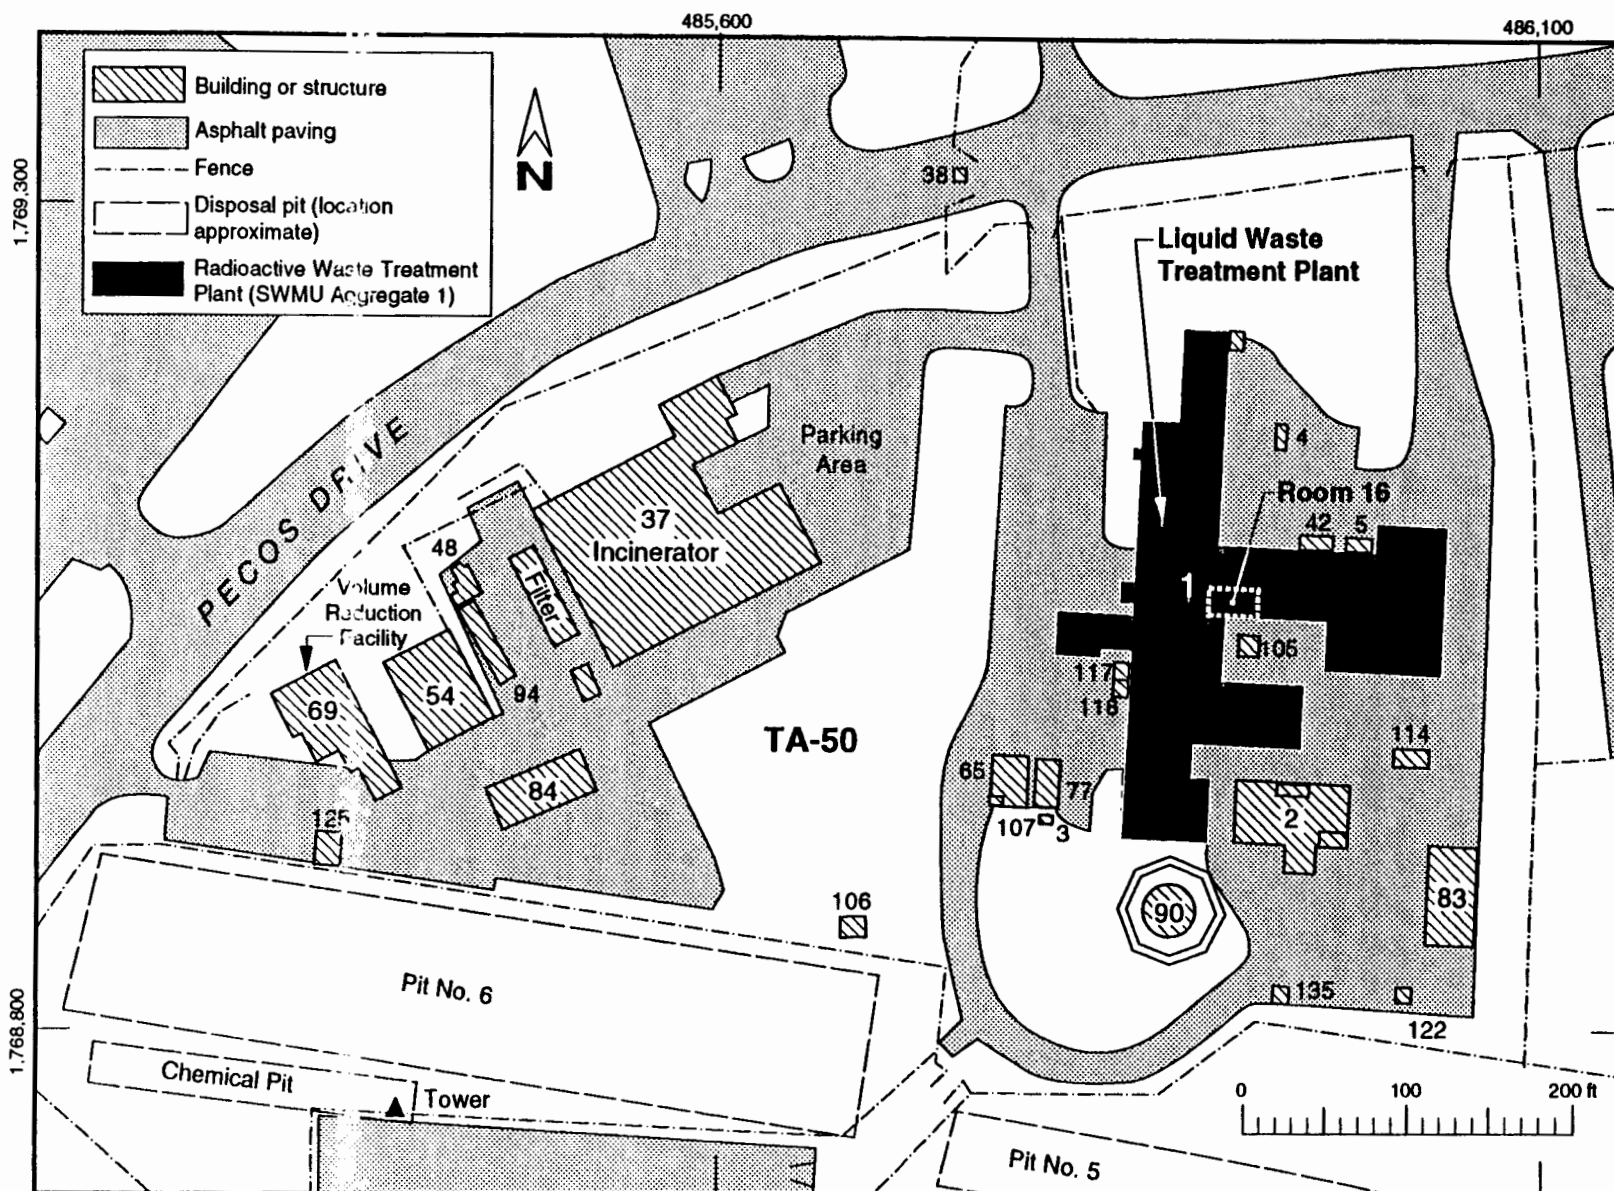 485,600
486,100
1,769,300
1,768,800
Building or structure
Asphalt paving
Fence
Disposal pit (location
approximate)
Radioactive Waste Treatment
Plant (SWMU Aggregate 1)
N
38
Liquid Waste
Treatment Plant
4
Parking
Area
Room 16
42
5
37
Incinerator
PECOS DRIVE
48
Filter
Volume
Reduction
Facility
1
105
117
116
54
94
69
TA-50
114
65
77
84
2
107
3
125
83
106
90
Pit No. 6
135
122
Chemical Pit
Tower
0
100
200 ft
Pit No. 5